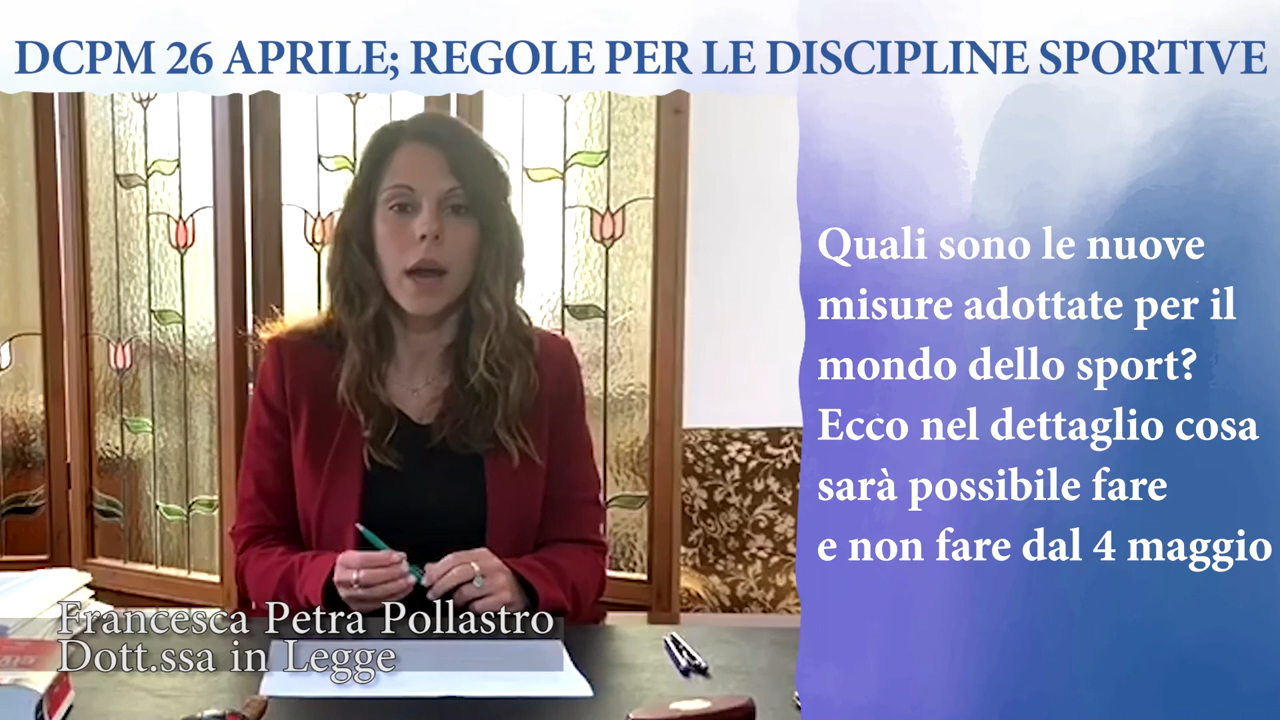 DCPM 26 APRILE; REGOLE PER LE DISCIPLINE SPORTIVE
Quali sono le nuove
misure adottate per il
mondo dello sport?
Ecco nel dettaglio cosa
sarà possibile fare
e non fare dal 4 maggio
Francesca Petra Pollastro
Dott.ssa in Legge